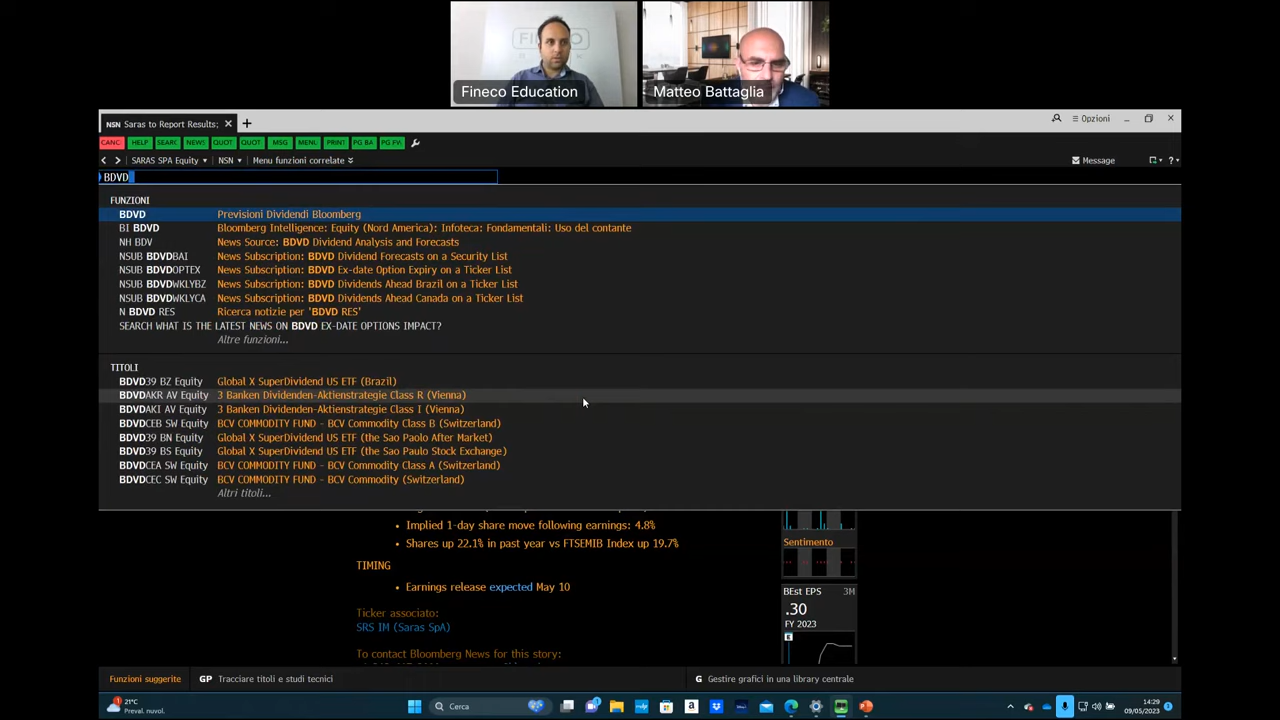 FINECO
Fineco Education
Matteo Battaglia
NSN Saras to Report Results; × +
Opzioni
CANC HELP SEARC NEWS QUOT QUOT MSG MENU PRINT PG BA PG PA
SARAS SPA Equity NSN Menu funzioni correlate
Message ?
BDVD
FUNZIONI
BDVD Previsioni Dividendi Bloomberg
BI BDVD Bloomberg Intelligence: Equity (Nord America): Infoteca: Fondamentali: Uso del contante
NH BDV News Source: BDVD Dividend Analysis and Forecasts
NSUB BDVDBAI News Subscription: BDVD Dividend Forecasts on a Security List
NSUB BDVDOPTEX News Subscription: BDVD Ex-date Option Expiry on a Ticker List
NSUB BDVDWKLYBZ News Subscription: BDVD Dividends Ahead Brazil on a Ticker List
NSUB BDVDWKLYCA News Subscription: BDVD Dividends Ahead Canada on a Ticker List
N BDVD RES Ricerca notizie per 'BDVD RES'
SEARCH WHAT IS THE LATEST NEWS ON BDVD EX-DATE OPTIONS IMPACT?
Altre funzioni...
TITOLI
BDVD39 BZ Equity Global X SuperDividend US ETF (Brazil)
BDVDAKR AV Equity 3 Banken Dividenden-Aktienstrategie Class R (Vienna)
BDVDAKI AV Equity 3 Banken Dividenden-Aktienstrategie Class I (Vienna)
BDVDCEB SW Equity BCV COMMODITY FUND - BCV Commodity Class B (Switzerland)
BDVD39 BN Equity Global X SuperDividend US ETF (the Sao Paolo After Market)
BDVD39 BS Equity Global X SuperDividend US ETF (the Sao Paulo Stock Exchange)
BDVDCEA SW Equity BCV COMMODITY FUND - BCV Commodity Class A (Switzerland)
BDVDCEC SW Equity BCV COMMODITY FUND - BCV Commodity (Switzerland)
Altri titoli...
• Implied 1-day share move following earnings: 4.8%
• Shares up 22.1% in past year vs FTSEMIB Index up 19.7%
Sentimento
TIMING
• Earnings release expected May 10
BEst EPS 3M
.30
FY 2023
E
Ticker associato:
SRS IM (Saras SpA)
To contact Bloomberg News for this story:
Funzioni suggerite GP Tracciare titoli e studi tecnici G Gestire grafici in una library centrale
21°C
Preval. nuvol.
Cerca
14:29
09/05/2023